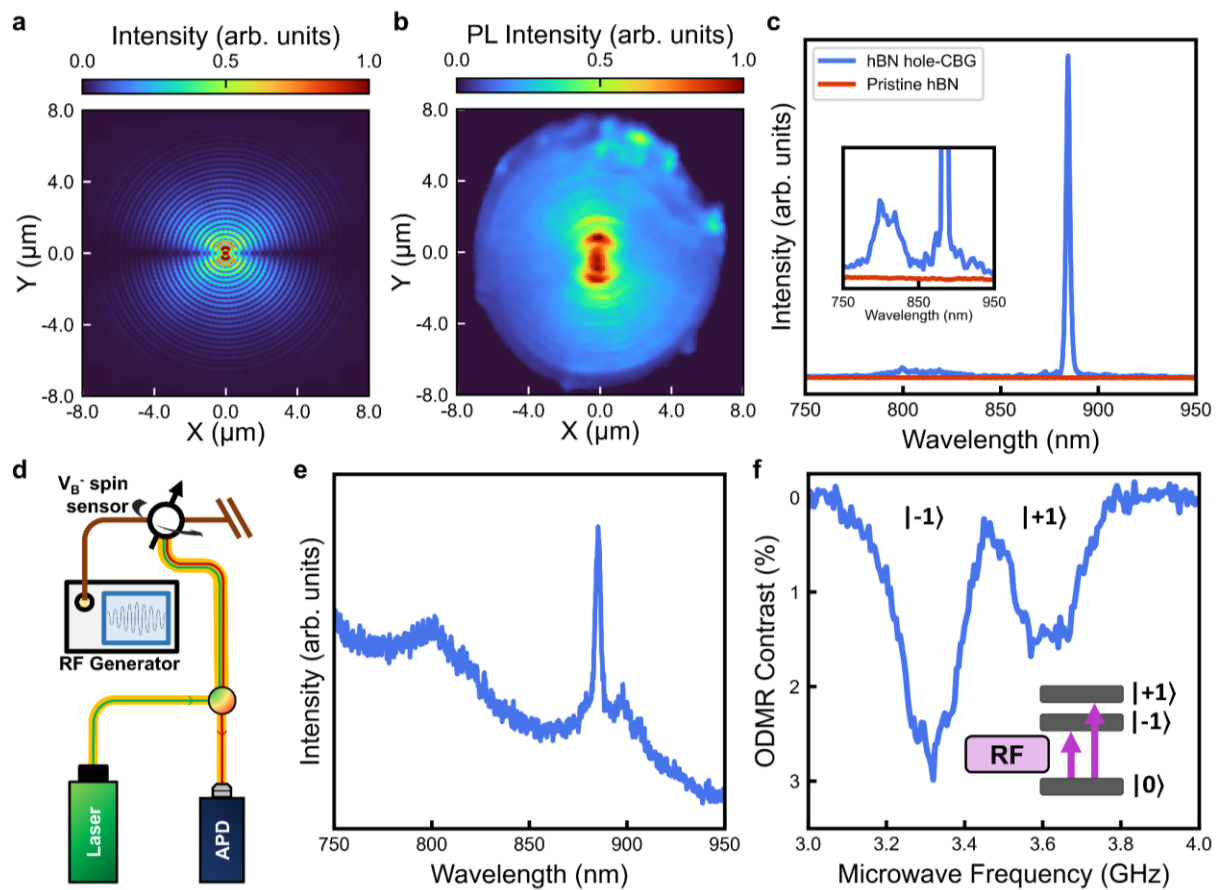 a
Intensity (arb. units)
0.0 0.5 1.0
8.0
4.0
0.0
-4.0
-8.0
Y (μm)
-8.0 -4.0 0.0 4.0 8.0
X (μm)
b
PL Intensity (arb. units)
0.0 0.5 1.0
8.0
4.0
0.0
-4.0
-8.0
Y (μm)
-8.0 -4.0 0.0 4.0 8.0
X (μm)
c
hBN hole-CBG
Pristine hBN
Intensity (arb. units)
750 850 950
Wavelength (nm)
750 800 850 900 950
Wavelength (nm)
d
V_B^- spin
sensor
RF Generator
Laser
APD
e
Intensity (arb. units)
750 800 850 900 950
Wavelength (nm)
f
ODMR Contrast (%)
0
1
2
3
|-1⟩ |+1⟩
|+1⟩
|-1⟩
RF
|0⟩
3.0 3.2 3.4 3.6 3.8 4.0
Microwave Frequency (GHz)